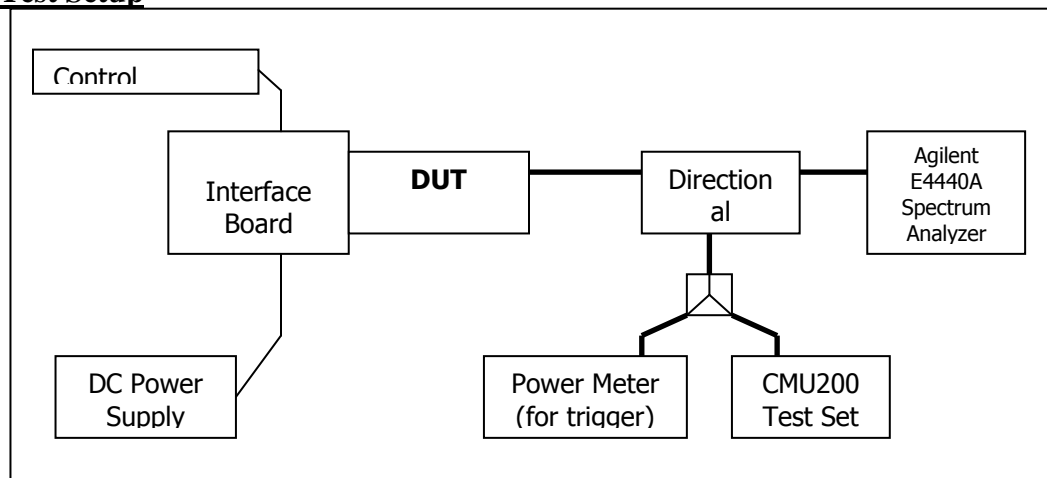 Test Setup
Control
Interface
Board
DUT
Direction
al
Agilent
E4440A
Spectrum
Analyzer
DC Power
Supply
Power Meter
(for trigger)
CMU200
Test Set